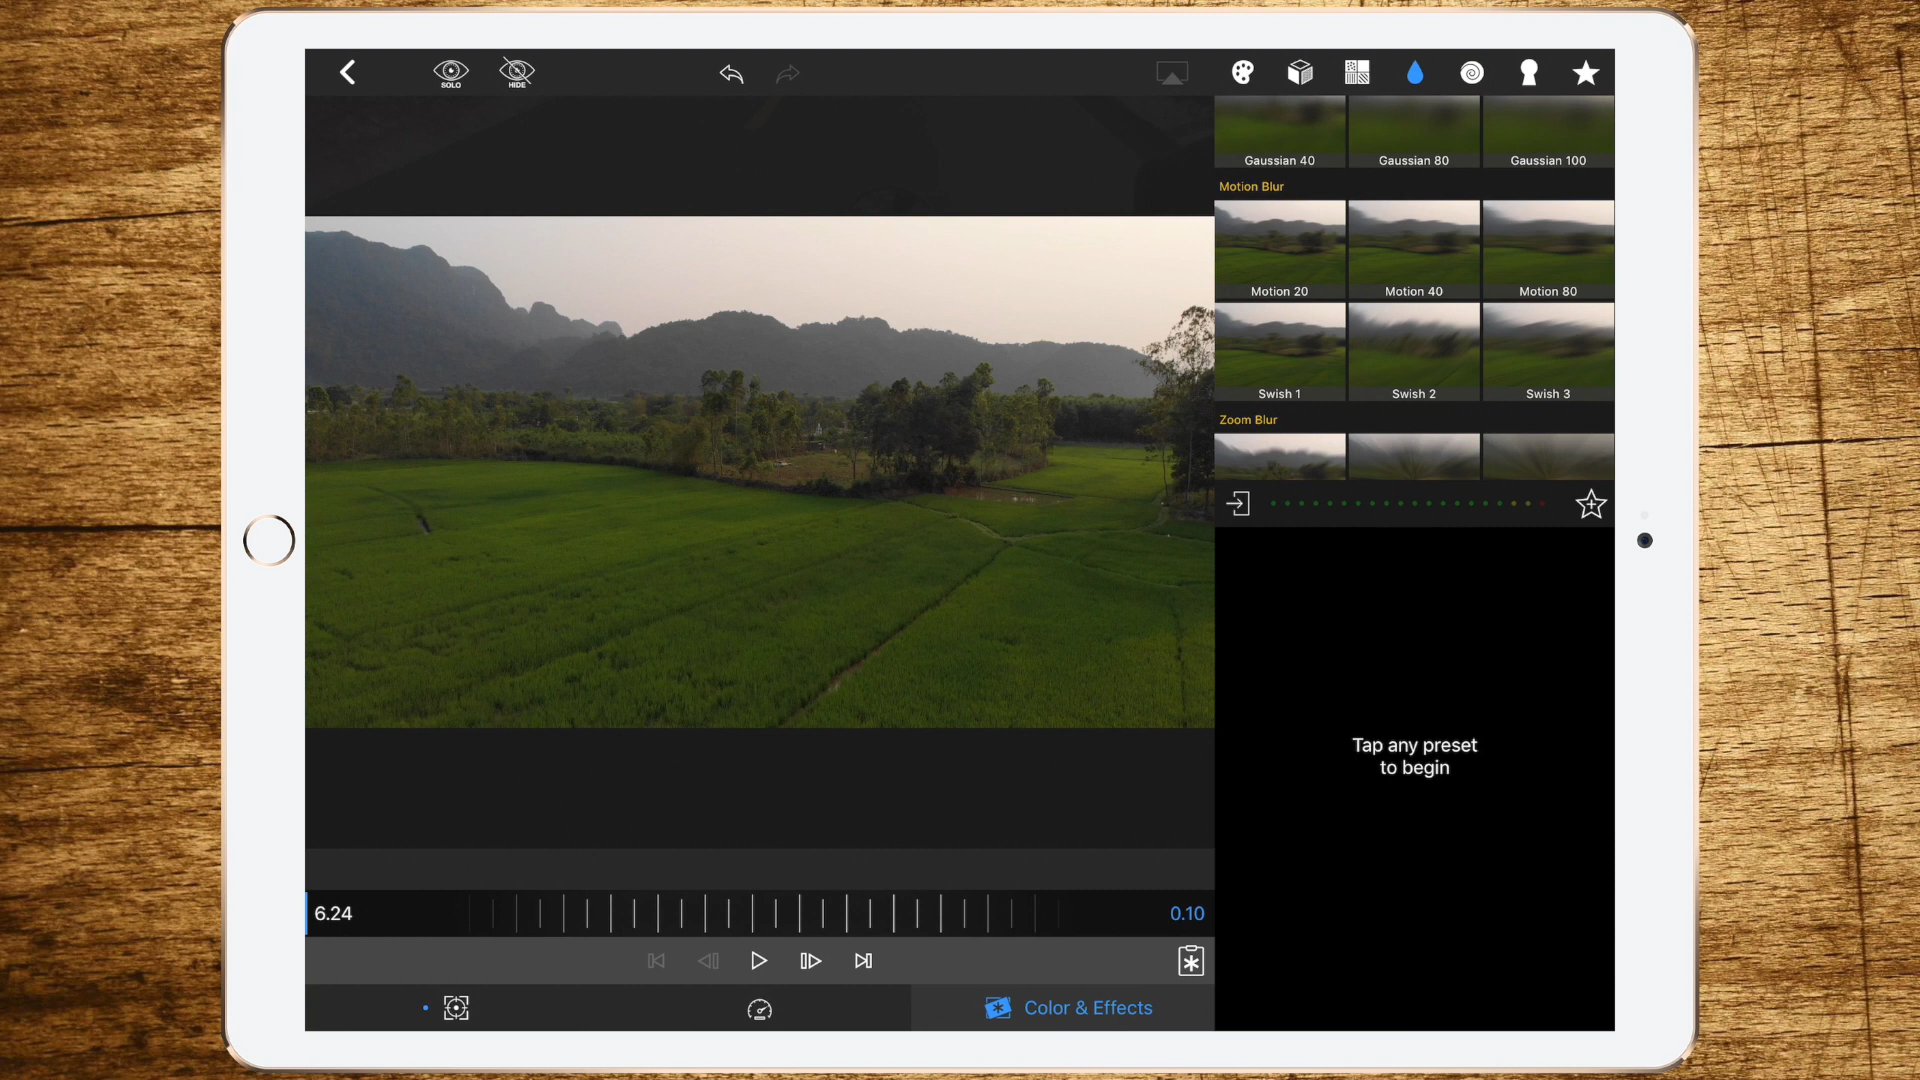 SOLO
HIDE
Gaussian 40
Gaussian 80
Gaussian 100
Motion Blur
Motion 20
Motion 40
Motion 80
Swish 1
Swish 2
Swish 3
Zoom Blur
Tap any preset
to begin
6.24
0.10
Color & Effects